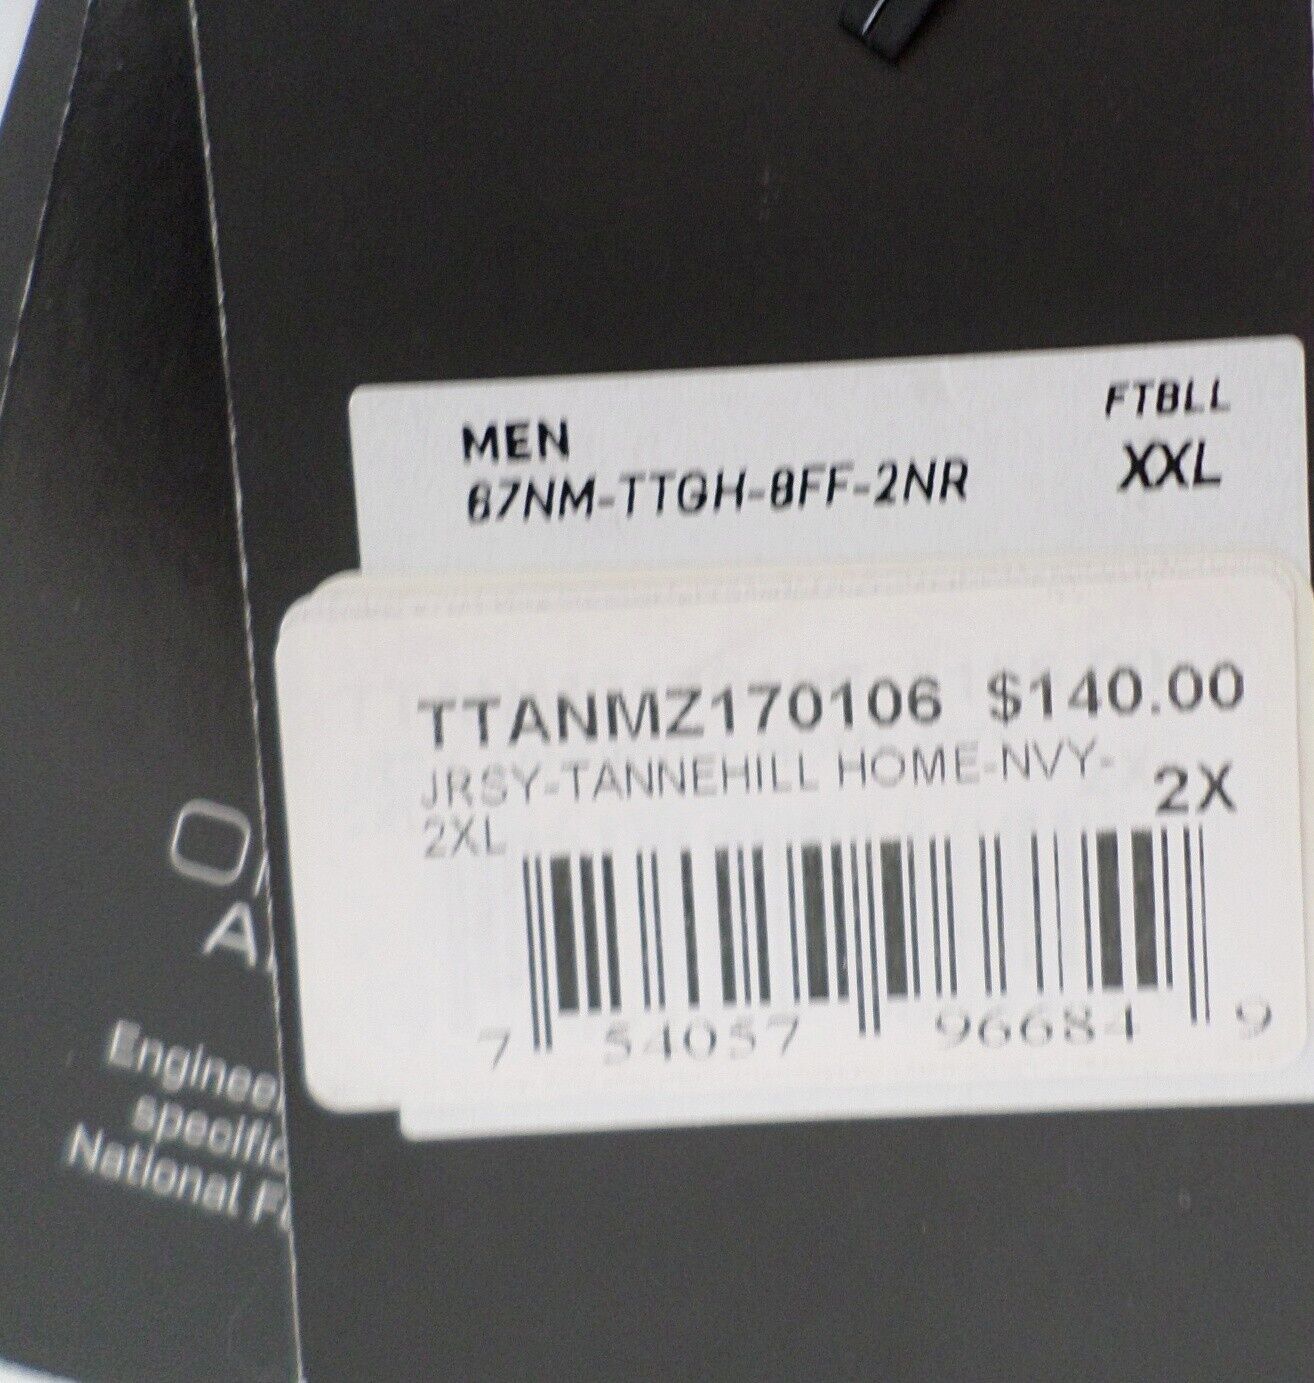 MEN
FTBLL
67NM-TTGH-8FF-2NR
XXL
TTANMZ170106 $140.00
JRSY-TANNEHILL HOME-NVY-
2XL
2X
7 54057 96684 9
Enginee
specific
National F